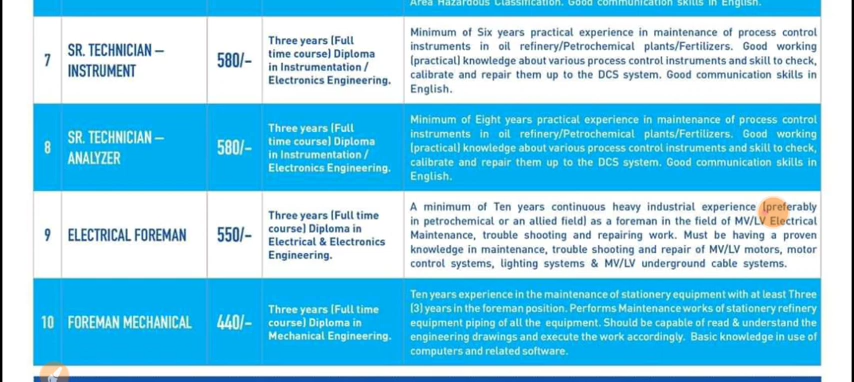 Area Hazardous Classification. Good communication skills in English.
7
SR. TECHNICIAN –
INSTRUMENT
580/-
Three years (Full
time course) Diploma
in Instrumentation /
Electronics Engineering.
Minimum of Six years practical experience in maintenance of process control
instruments in oil refinery/Petrochemical plants/Fertilizers. Good working
(practical) knowledge about various process control instruments and skill to check,
calibrate and repair them up to the DCS system. Good communication skills in
English.
8
SR. TECHNICIAN –
ANALYZER
580/-
Three years (Full
time course) Diploma
in Instrumentation /
Electronics Engineering.
Minimum of Eight years practical experience in maintenance of process control
instruments in oil refinery/Petrochemical plants/Fertilizers. Good working
(practical) knowledge about various process control instruments and skill to check,
calibrate and repair them up to the DCS system. Good communication skills in
English.
9
ELECTRICAL FOREMAN
550/-
Three years (Full time
course) Diploma in
Electrical & Electronics
Engineering.
A minimum of Ten years continuous heavy industrial experience (preferably
in petrochemical or an allied field) as a foreman in the field of MV/LV Electrical
Maintenance, trouble shooting and repairing work. Must be having a proven
knowledge in maintenance, trouble shooting and repair of MV/LV motors, motor
control systems, lighting systems & MV/LV underground cable systems.
10
FOREMAN MECHANICAL
440/-
Three years (Full time
course) Diploma in
Mechanical Engineering.
Ten years experience in the maintenance of stationery equipment with at least Three
(3) years in the foreman position. Performs Maintenance works of stationary refinery
equipment piping of all the equipment. Should be capable of read & understand the
engineering drawings and execute the work accordingly. Basic knowledge in use of
computers and related software.